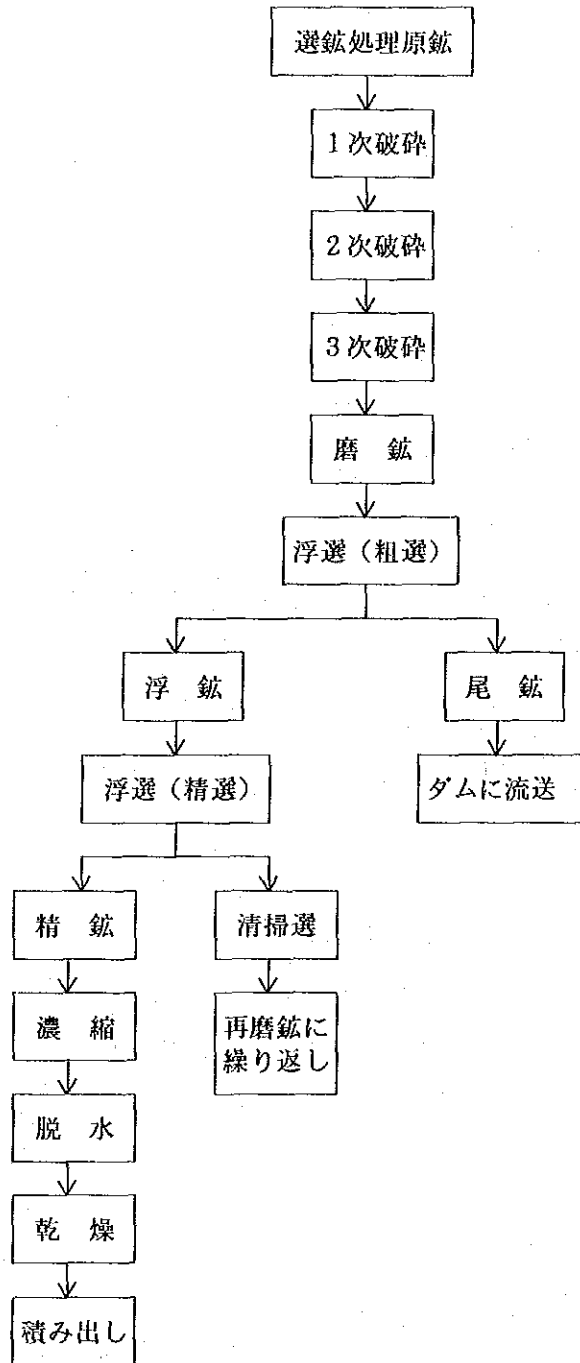 選鉱処理原鉱
1次破砕
2次破砕
3次破砕
磨　鉱
浮選（粗選）
浮　鉱
尾　鉱
浮選（精選）
ダムに流送
精　鉱
清掃選
濃　縮
再磨鉱に
繰り返し
脱　水
乾　燥
積み出し